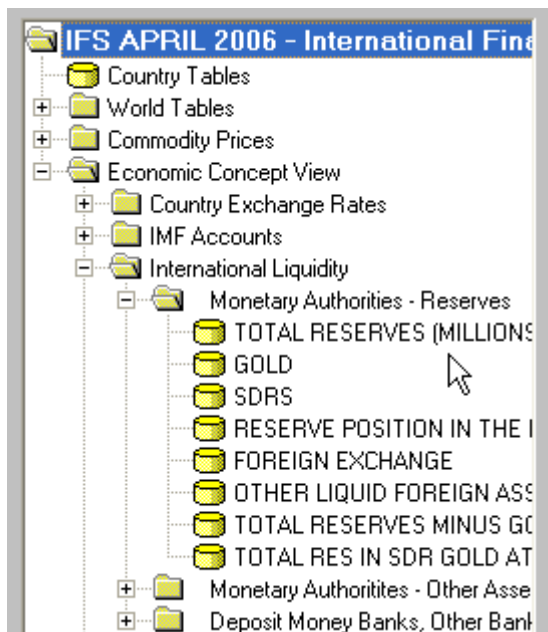 IFS APRIL 2006 - International Fina
Country Tables
World Tables
Commodity Prices
Economic Concept View
Country Exchange Rates
IMF Accounts
International Liquidity
Monetary Authorities - Reserves
TOTAL RESERVES (MILLIONS
GOLD
SDRS
RESERVE POSITION IN THE I
FOREIGN EXCHANGE
OTHER LIQUID FOREIGN ASS
TOTAL RESERVES MINUS GO
TOTAL RES IN SDR GOLD AT
Monetary Authoritites - Other Asse
Deposit Money Banks, Other Bank